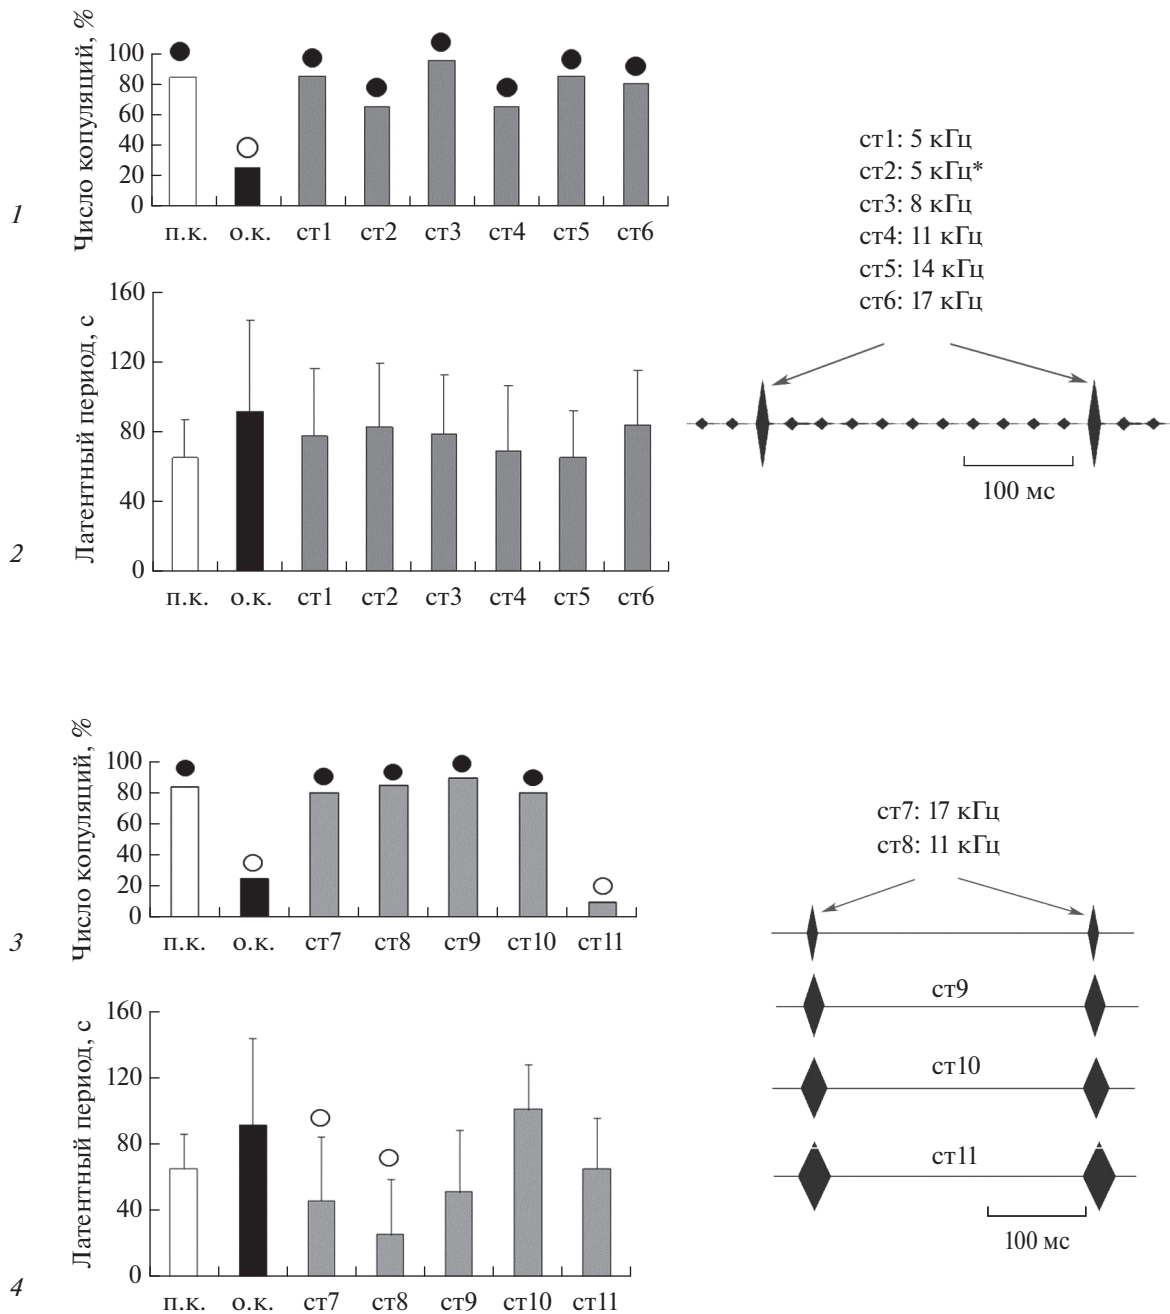 Число копуляций, %
100
80
60
40
20
0
п.к. о.к. ст1 ст2 ст3 ст4 ст5 ст6
1
ст1: 5 кГц
ст2: 5 кГц*
ст3: 8 кГц
ст4: 11 кГц
ст5: 14 кГц
ст6: 17 кГц
100 мс
Латентный период, с
160
120
80
40
0
п.к. о.к. ст1 ст2 ст3 ст4 ст5 ст6
2
Число копуляций, %
100
80
60
40
20
0
п.к. о.к. ст7 ст8 ст9 ст10 ст11
3
ст7: 17 кГц
ст8: 11 кГц
ст9
ст10
ст11
100 мс
Латентный период, с
160
120
80
40
0
п.к. о.к. ст7 ст8 ст9 ст10 ст11
4